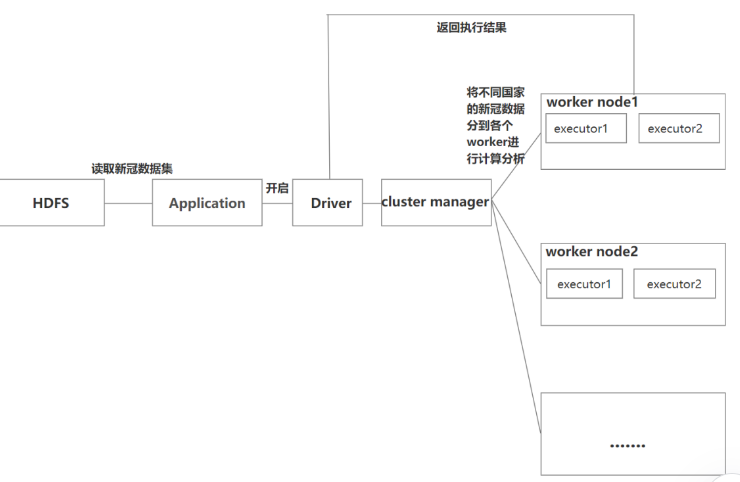 返回执行结果
将不同国家
的新冠数据
分到各个
worker进
行计算分析
worker node1
executor1
executor2
读取新冠数据集
开启
HDFS
Application
Driver
cluster manager
worker node2
executor1
executor2
.......